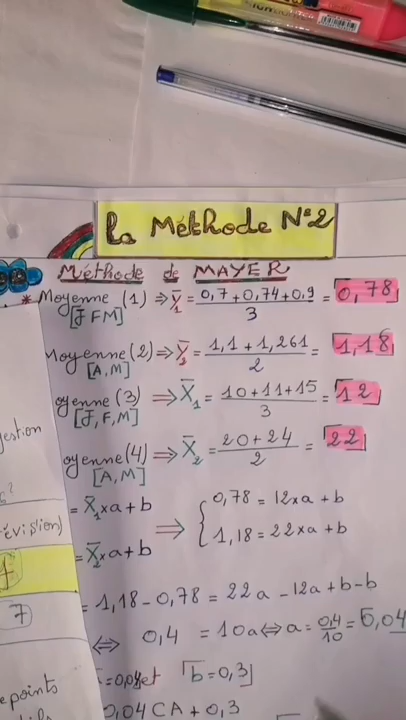 La Méthode N°2
Méthode de MAYER
* Moyenne (1) ⇒ Y̅₁ = (0,7+0,74+0,9)/3 = 0,78
[JFM]
Moyenne (2) ⇒ Y̅₂ = (1,1+1,261)/2 = 1,18
[A,M]
oyenne (3) ⇒ X̅₁ = (10+11+15)/3 = 12
[J,F,M]
oyenne (4) ⇒ X̅₂ = (20+24)/2 = 22
[A,M]
gestion
= X̅₁×a+b ⇒ { 0,78 = 12×a+b
évision)
= X̅₂×a+b 1,18 = 22×a+b
7
= 1,18-0,78 = 22a-12a+b-b
⇔ 0,4 = 10a ⇔ a = 0,4/10 = 0,04
= 0,04 et [b=0,3]
e points
0,04 CA + 0,3